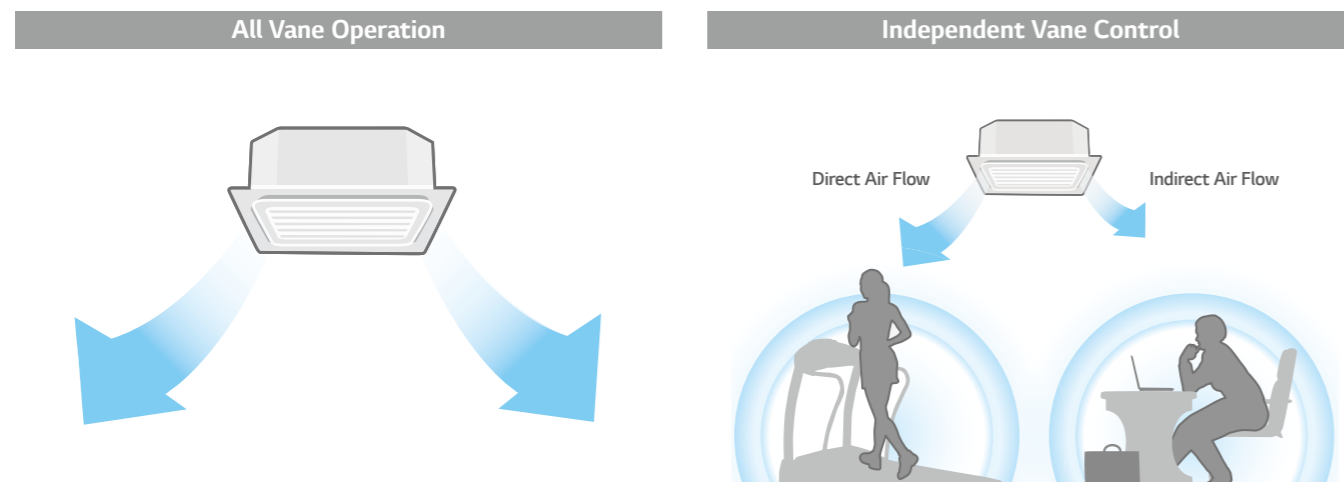 All Vane Operation
Independent Vane Control
Direct Air Flow
Indirect Air Flow